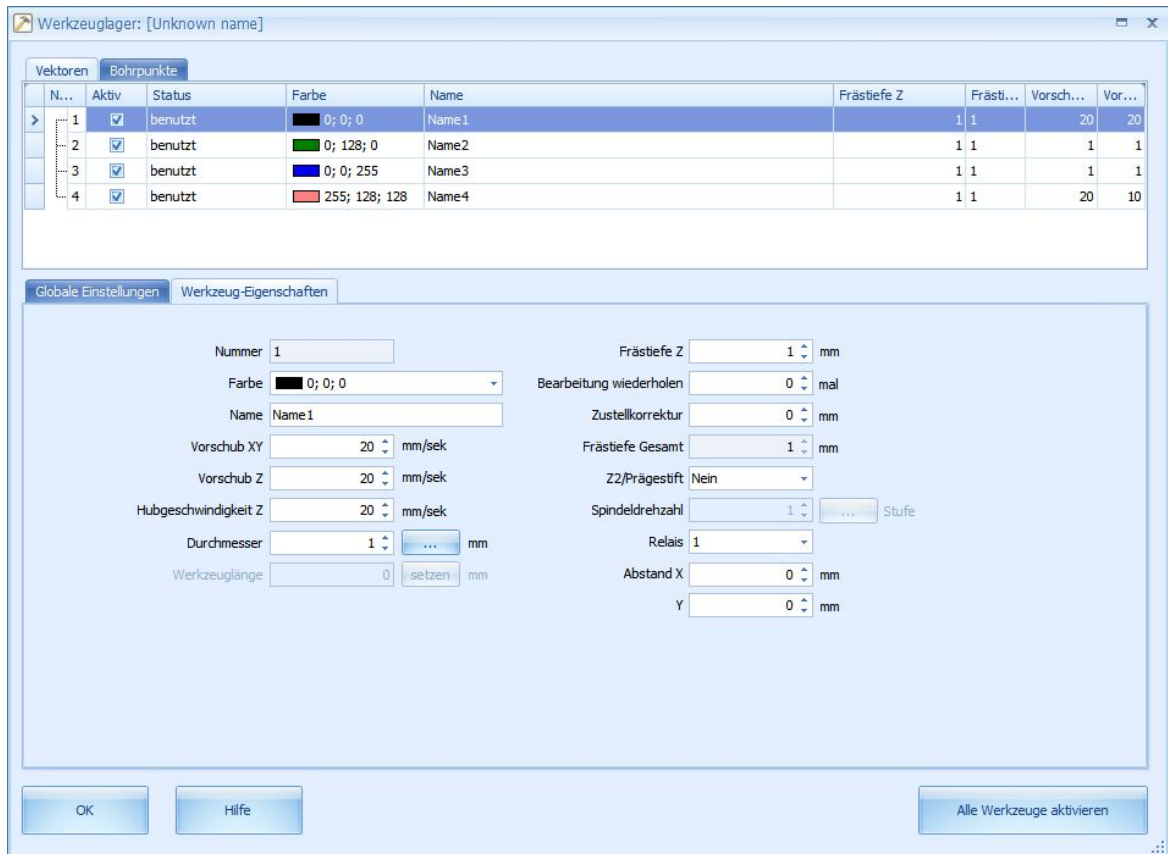 Werkzeuglager: [Unknown name]
Vektoren Bohrpunkte
N... Aktiv Status Farbe Name Frästiefe Z Frästi... Vorsch... Vor...
1 benutzt 0; 0; 0 Name1 1 1 20 20
2 benutzt 0; 128; 0 Name2 1 1 1 1
3 benutzt 0; 0; 255 Name3 1 1 1 1
4 benutzt 255; 128; 128 Name4 1 1 20 10
Globale Einstellungen Werkzeug-Eigenschaften
Nummer 1
Farbe 0; 0; 0
Name Name1
Vorschub XY 20 mm/sek
Vorschub Z 20 mm/sek
Hubgeschwindigkeit Z 20 mm/sek
Durchmesser 1 ... mm
Werkzeuglänge 0 setzen mm
Frästiefe Z 1 mm
Bearbeitung wiederholen 0 mal
Zustellkorrektur 0 mm
Frästiefe Gesamt 1 mm
Z2/Prägestift Nein
Spindeldrehzahl 1 ... Stufe
Relais 1
Abstand X 0 mm
Y 0 mm
OK Hilfe Alle Werkzeuge aktivieren